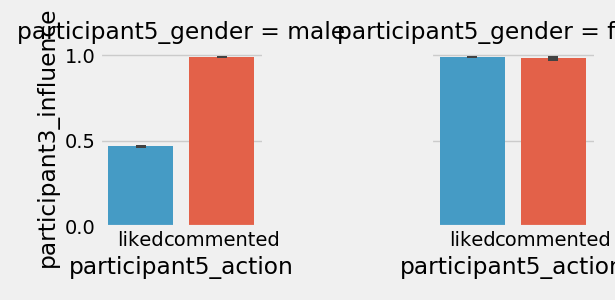 participant5_gender = male
participant5_gender = f
participant3_influence
1.0
0.5
0.0
liked commented
liked commented
participant5_action
participant5_action